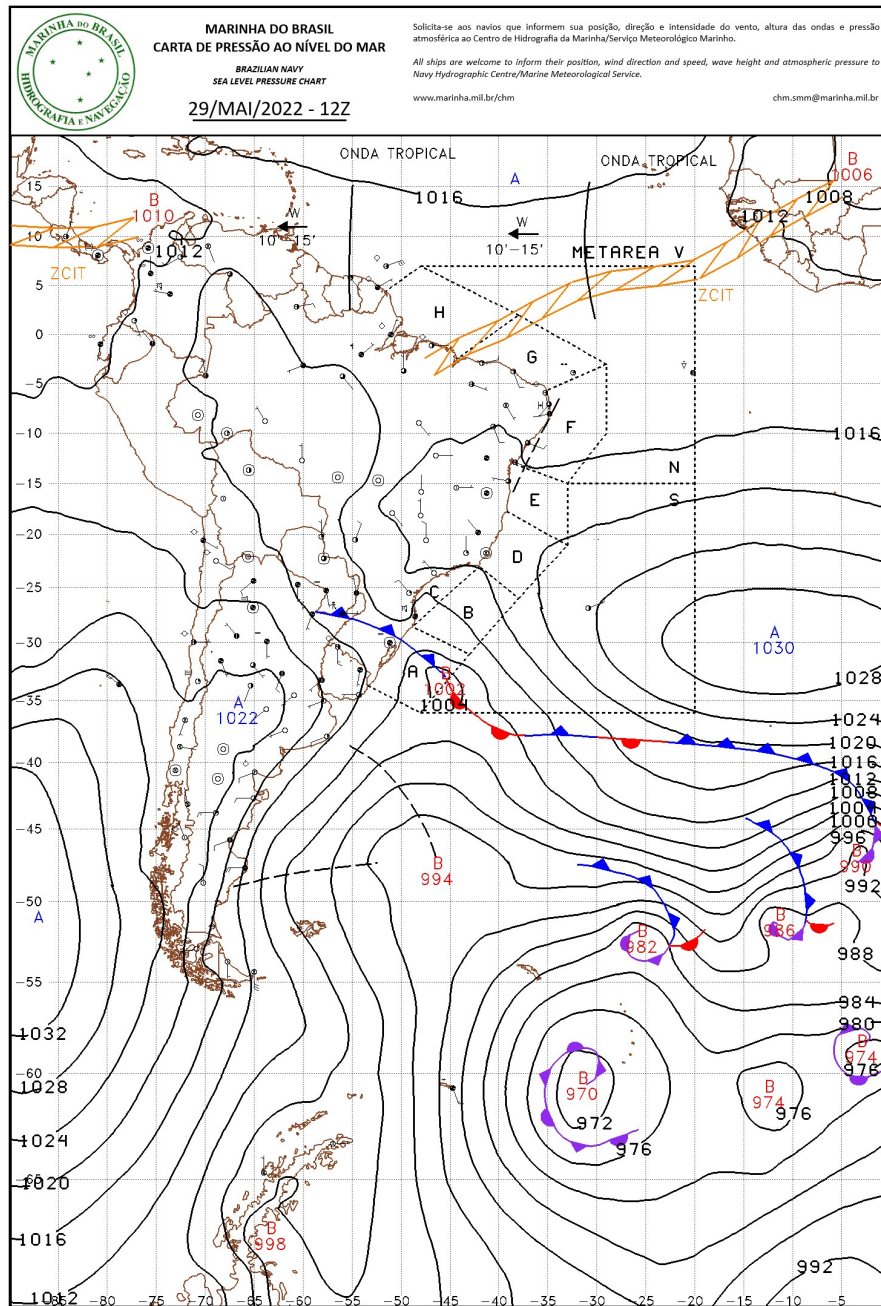 MARINHA DO BRASIL
HIDROGRAFIA E NAVEGAÇÃO
MARINHA DO BRASIL
CARTA DE PRESSÃO AO NÍVEL DO MAR
BRAZILIAN NAVY
SEA LEVEL PRESSURE CHART
29/MAI/2022 - 12Z
Solicita-se aos navios que informem sua posição, direção e intensidade do vento, altura das ondas e pressão
atmosférica ao Centro de Hidrografia da Marinha/Serviço Meteorológico Marinho.
All ships are welcome to inform their position, wind direction and speed, wave height and atmospheric pressure to
Navy Hydrographic Centre/Marine Meteorological Service.
www.marinha.mil.br/chm chm.smm@marinha.mil.br
ONDA TROPICAL ONDA TROPICAL B
1006
15 1016 A 1008
B
1010 1012
W W
10 10'-15' 10'-15'
1012 METAREA V
ZCIT ZCIT
5
H
0
G
-5
F
-10 1016
N
-15
E S
-20
D
-25
C
B
-30 A
1030
A B
1002
-35 A 1004 1028
1022 1024
1020
-40 1016
1012
1008
1004
-45 1000
996
B B
994 990
992
-50
A B B
982 986
988
-55
984
980
1032 B
974
-60 B B 976
1028 970 974
972 976
976
1024
-65
1020
B
1016 998
992
1012
-85 -80 -75 -70 -65 -60 -55 -50 -45 -40 -35 -30 -25 -20 -15 -10 -5